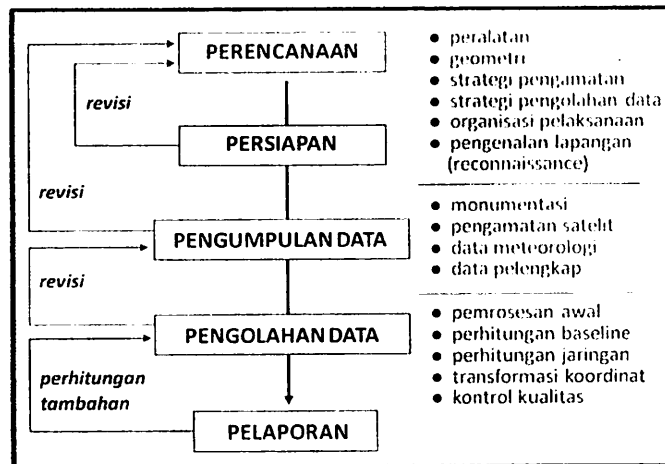 PERENCANAAN
revisi
PERSIAPAN
revisi
PENGUMPULAN DATA
revisi
PENGOLAHAN DATA
perhitungan
tambahan
PELAPORAN
● peralatan
● geometri
● strategi pengamatan
● strategi pengolahan data
● organisasi pelaksanaan
● pengenalan lapangan
(reconnaissance)
● monumentasi
● pengamatan satelit
● data meteorologi
● data pelengkap
● pemrosesan awal
● perhitungan baseline
● perhitungan jaringan
● transformasi koordinat
● kontrol kualitas